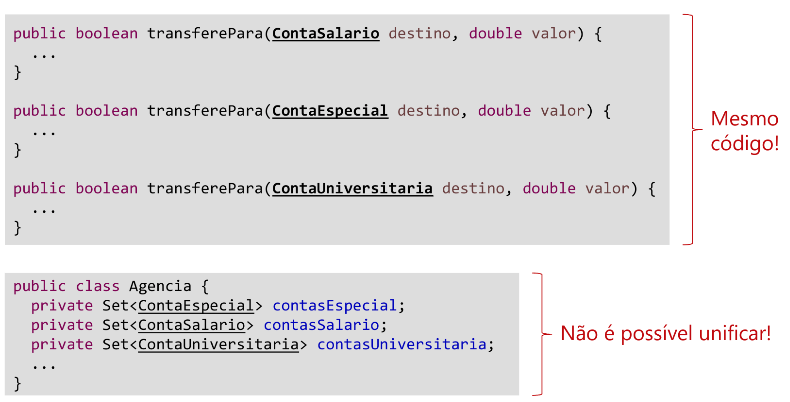 public boolean transferePara(ContaSalario destino, double valor) {
...
}
public boolean transferePara(ContaEspecial destino, double valor) {
...
}
public boolean transferePara(ContaUniversitaria destino, double valor) {
...
}
Mesmo
código!
public class Agencia {
private Set<ContaEspecial> contasEspecial;
private Set<ContaSalario> contasSalario;
private Set<ContaUniversitaria> contasUniversitaria;
...
}
Não é possível unificar!